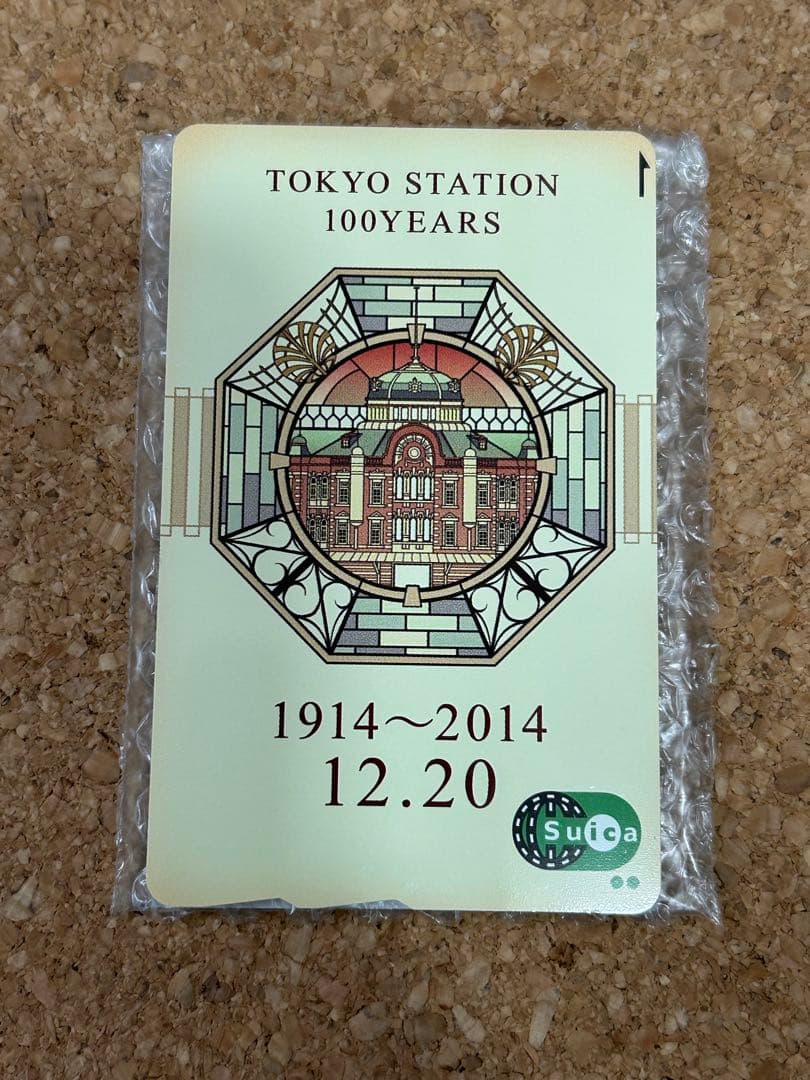 TOKYO STATION
100YEARS
1914～2014
12.20
Suica